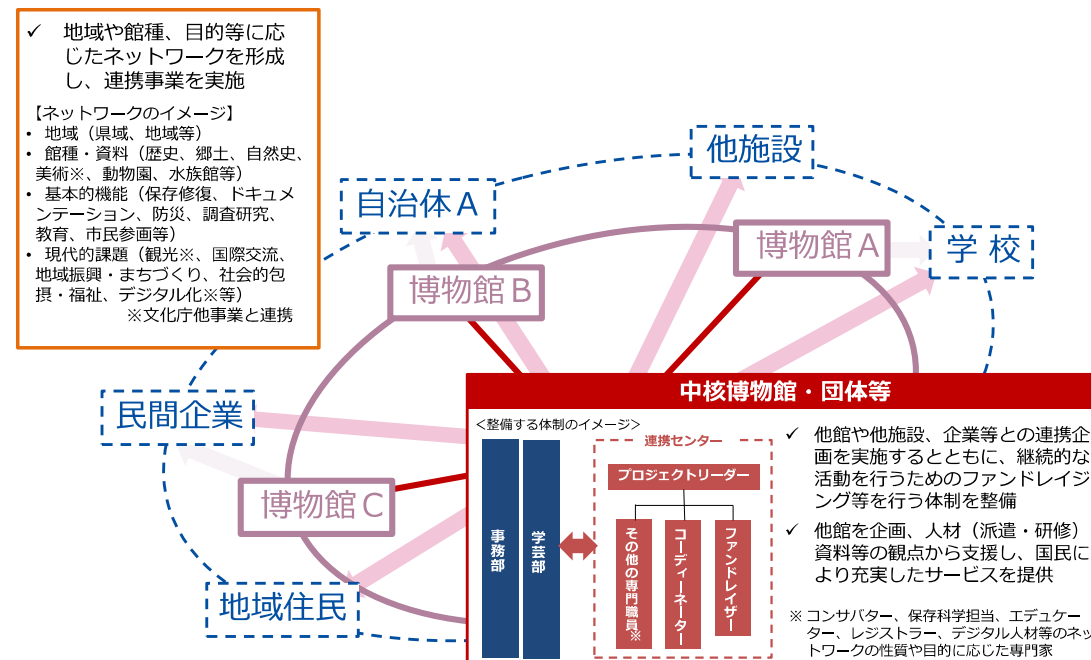 ✓ 地域や館種、目的等に応
じたネットワークを形成
し、連携事業を実施
【ネットワークのイメージ】
• 地域（県域、地域等）
• 館種・資料（歴史、郷土、自然史、
美術※、動物園、水族館等）
• 基本的機能（保存修復、ドキュメ
ンテーション、防災、調査研究、
教育、市民参画等）
• 現代的課題（観光※、国際交流、
地域振興・まちづくり、社会的包
摂・福祉、デジタル化※等）
※文化庁他事業と連携
他施設
自治体A
博物館A
学校
博物館B
民間企業
博物館C
地域住民
中核博物館・団体等
＜整備する体制のイメージ＞
事務部
学芸部
連携センター
プロジェクトリーダー
その他の専門職員※
コーディーネーター
ファンドレイザー
✓ 他館や他施設、企業等との連携企
画を実施するとともに、継続的な
活動を行うためのファンドレイジ
ング等を行う体制を整備
✓ 他館を企画、人材（派遣・研修）
資料等の観点から支援し、国民に
より充実したサービスを提供
※ コンサバター、保存科学担当、エデュケー
ター、レジストラー、デジタル人材等のネッ
トワークの性質や目的に応じた専門家